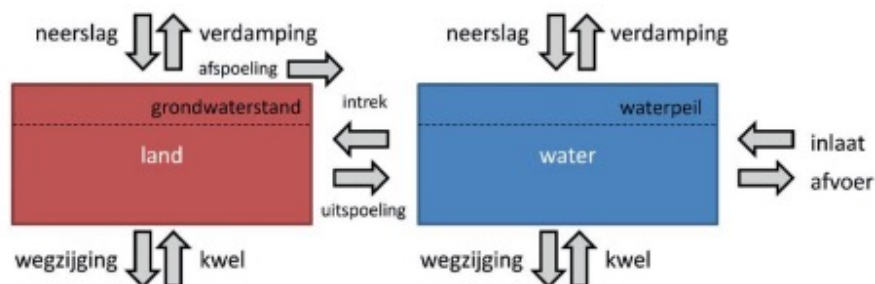 neerslag verdamping neerslag verdamping
afspoeling
grondwaterstand intrek waterpeil
land water inlaat
afvoer
uitspoeling
wegzijging kwel wegzijging kwel